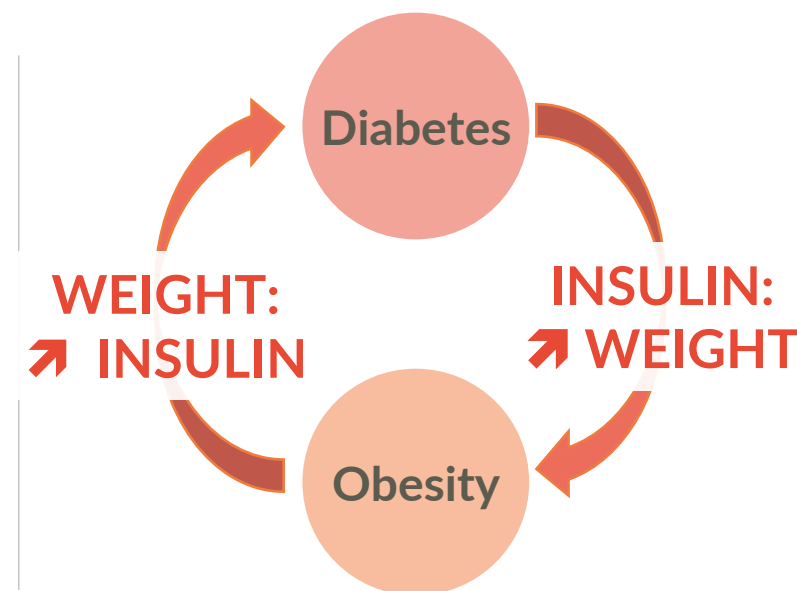 Diabetes
WEIGHT:
↗ INSULIN
INSULIN:
↗ WEIGHT
Obesity